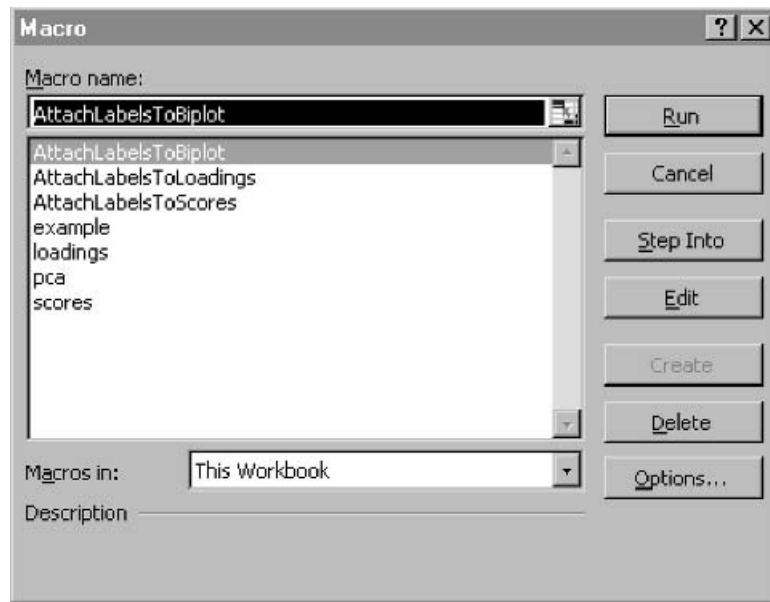 Macro
Macro name:
AttachLabelsToBiplot
AttachLabelsToBiplot
AttachLabelsToLoadings
AttachLabelsToScores
example
loadings
pca
scores
Macros in:
This Workbook
Description
Run
Cancel
Step Into
Edit
Create
Delete
Options...